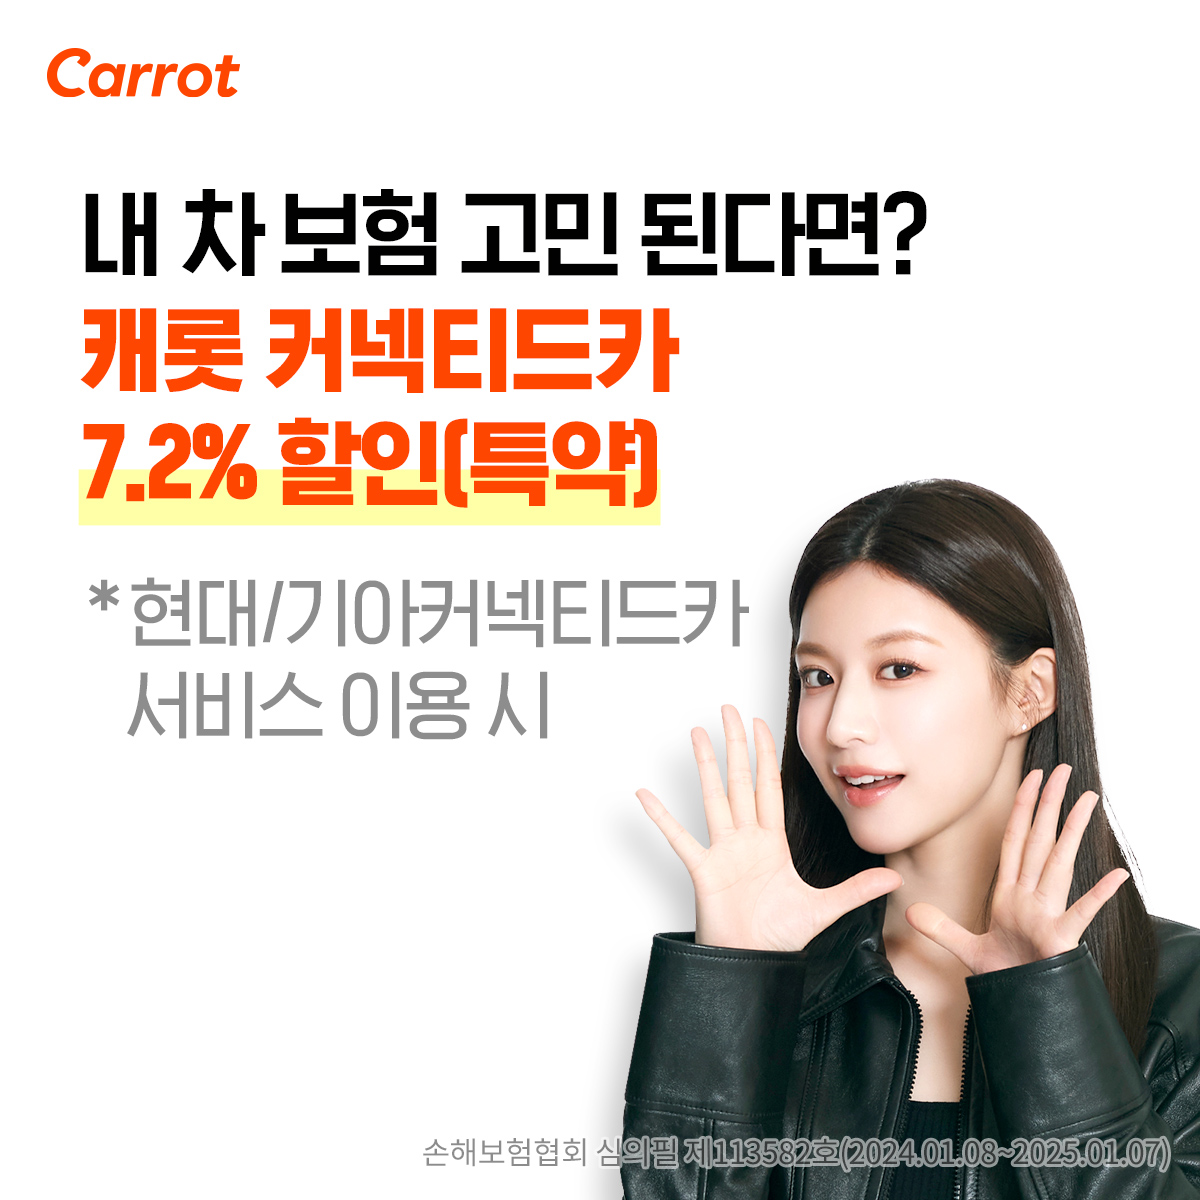 Carrot
내 차 보험 고민 된다면?
캐롯 커넥티드카
7.2% 할인(특약)
*현대/기아커넥티드카
서비스 이용 시
손해보험협회 심의필 제113582호(2024.01.08~2025.01.07)